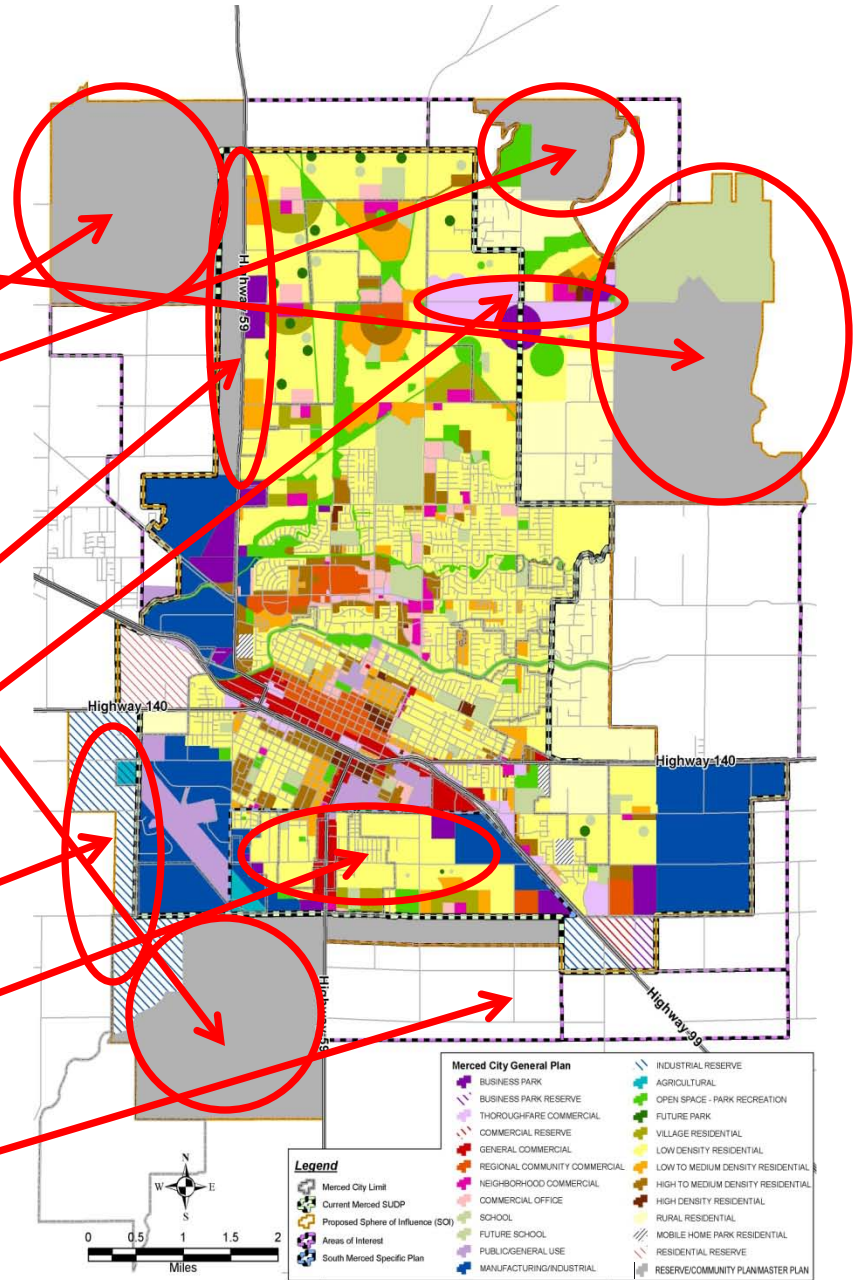 Highway 59
Highway 140
Highway 140
Highway 59
Highway 99
Legend
Merced City Limit
Current Merced SUDP
Proposed Sphere of Influence (SOI)
Areas of Interest
South Merced Specific Plan
N
W E
S
0 0.5 1 1.5 2
Miles
Merced City General Plan
BUSINESS PARK
BUSINESS PARK RESERVE
THOROUGHFARE COMMERCIAL
COMMERCIAL RESERVE
GENERAL COMMERCIAL
REGIONAL COMMUNITY COMMERCIAL
NEIGHBORHOOD COMMERCIAL
COMMERCIAL OFFICE
SCHOOL
FUTURE SCHOOL
PUBLIC/GENERAL USE
MANUFACTURING/INDUSTRIAL
INDUSTRIAL RESERVE
AGRICULTURAL
OPEN SPACE - PARK RECREATION
FUTURE PARK
VILLAGE RESIDENTIAL
LOW DENSITY RESIDENTIAL
LOW TO MEDIUM DENSITY RESIDENTIAL
HIGH TO MEDIUM DENSITY RESIDENTIAL
HIGH DENSITY RESIDENTIAL
RURAL RESIDENTIAL
MOBILE HOME PARK RESIDENTIAL
RESIDENTIAL RESERVE
RESERVE/COMMUNITY PLAN/MASTER PLAN